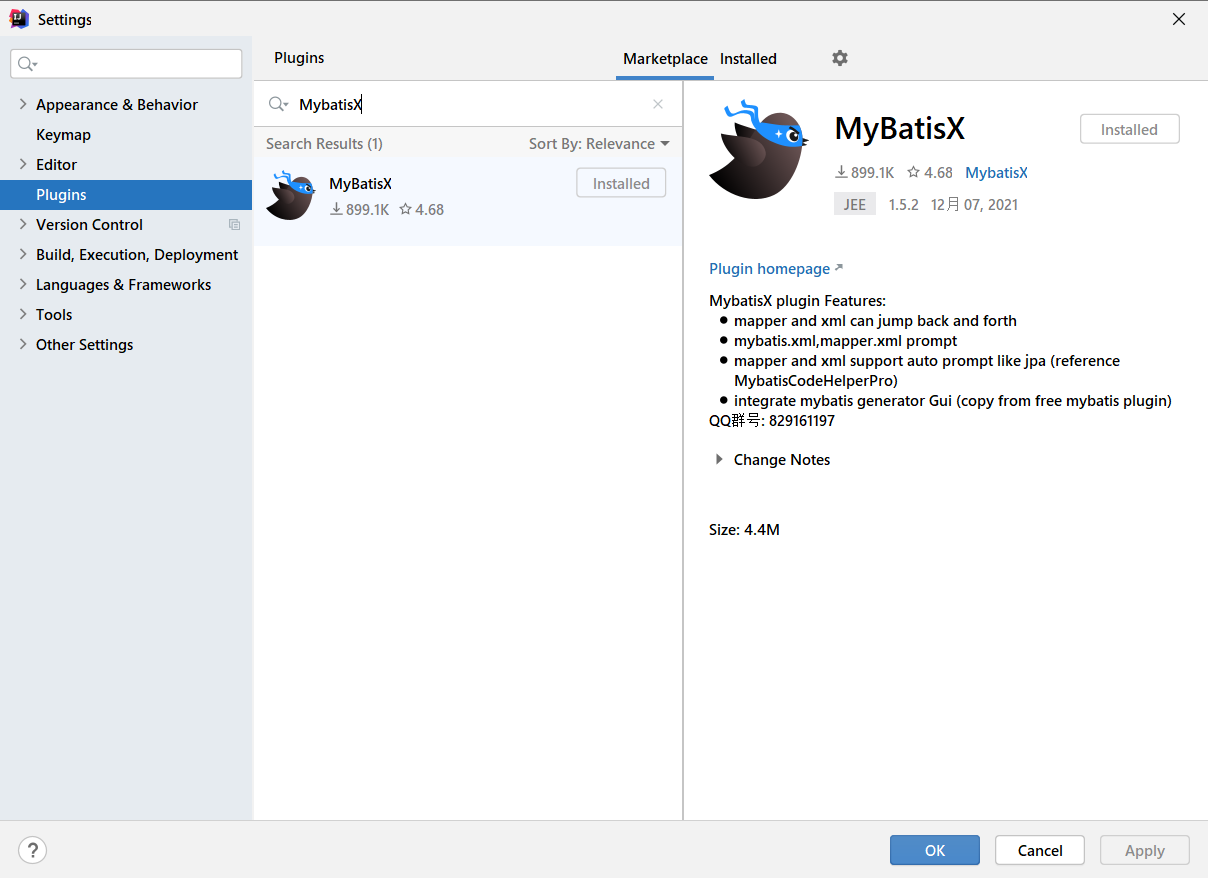 Settings
Appearance & Behavior
Keymap
Editor
Plugins
Version Control
Build, Execution, Deployment
Languages & Frameworks
Tools
Other Settings
Plugins
Marketplace
Installed
MybatisX
Search Results (1)
Sort By: Relevance
MyBatisX
Installed
899.1K
4.68
MyBatisX
Installed
899.1K
4.68
MybatisX
JEE
1.5.2
12月 07, 2021
Plugin homepage
MybatisX plugin Features:
mapper and xml can jump back and forth
mybatis.xml,mapper.xml prompt
mapper and xml support auto prompt like jpa (reference
MybatisCodeHelperPro)
integrate mybatis generator Gui (copy from free mybatis plugin)
QQ群号: 829161197
Change Notes
Size: 4.4M
?
OK
Cancel
Apply